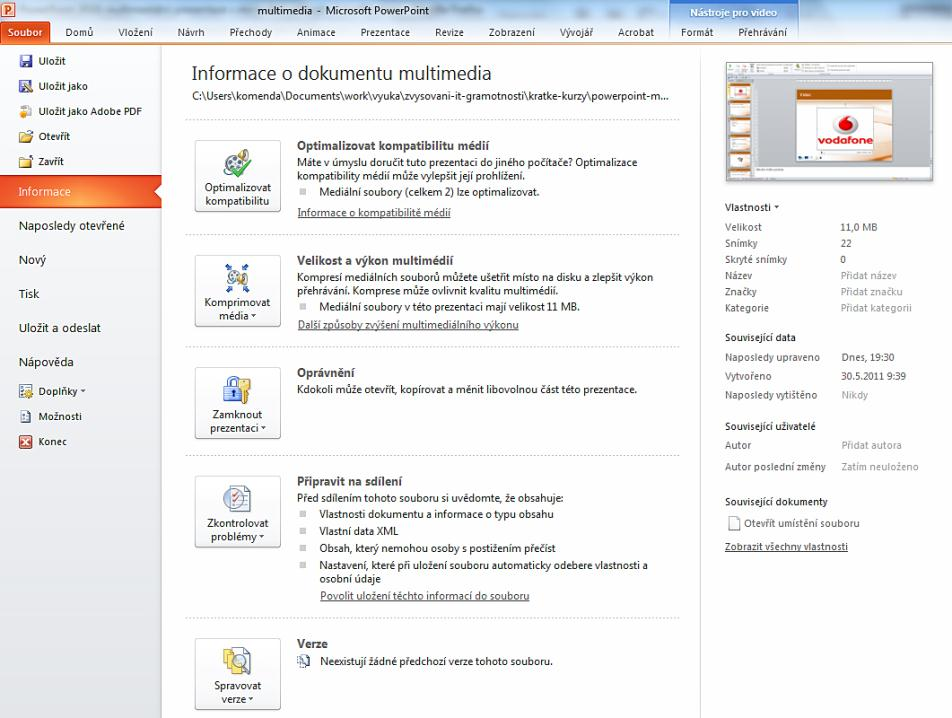 multimedia - Microsoft PowerPoint
Nástroje pro video
Soubor Domů Vložení Návrh Přechody Animace Prezentace Revize Zobrazení Vývojář Acrobat Formát Přehrávání
Uložit
Uložit jako
Uložit jako Adobe PDF
Otevřít
Zavřít
Informace
Naposledy otevřené
Nový
Tisk
Uložit a odeslat
Nápověda
Doplňky
Možnosti
Konec
Informace o dokumentu multimedia
C:\Users\komenda\Documents\work\vyuka\zvysovani-it-gramotnosti\kratke-kurzy\powerpoint-m...
Optimalizovat
kompatibilitu
Optimalizovat kompatibilitu médií
Máte v úmyslu doručit tuto prezentaci do jiného počítače? Optimalizace
kompatibility médií může vylepšit její prohlížení.
Mediální soubory (celkem 2) lze optimalizovat.
Informace o kompatibilitě médií
Komprimovat
média
Velikost a výkon multimédií
Kompresí mediálních souborů můžete ušetřit místo na disku a zlepšit výkon
přehrávání. Komprese může ovlivnit kvalitu multimédií.
Mediální soubory v této prezentaci mají velikost 11 MB.
Další způsoby zvýšení multimediálního výkonu
Zamknout
prezentaci
Oprávnění
Kdokoli může otevřít, kopírovat a měnit libovolnou část této prezentace.
Zkontrolovat
problémy
Připravit na sdílení
Před sdílením tohoto souboru si uvědomte, že obsahuje:
Vlastnosti dokumentu a informace o typu obsahu
Vlastní data XML
Obsah, který nemohou osoby s postižením přečíst
Nastavení, které při uložení souboru automaticky odebere vlastnosti a
osobní údaje
Povolit uložení těchto informací do souboru
Spravovat
verze
Verze
Neexistují žádné předchozí verze tohoto souboru.
vodafone
Vlastnosti
Velikost 11,0 MB
Snímky 22
Skryté snímky 0
Název Přidat název
Značky Přidat značku
Kategorie Přidat kategorii
Související data
Naposledy upraveno Dnes, 19:30
Vytvořeno 30.5.2011 9:39
Naposledy vytištěno Nikdy
Související uživatelé
Autor Přidat autora
Autor poslední změny Zatím neuloženo
Související dokumenty
Otevřít umístění souboru
Zobrazit všechny vlastnosti